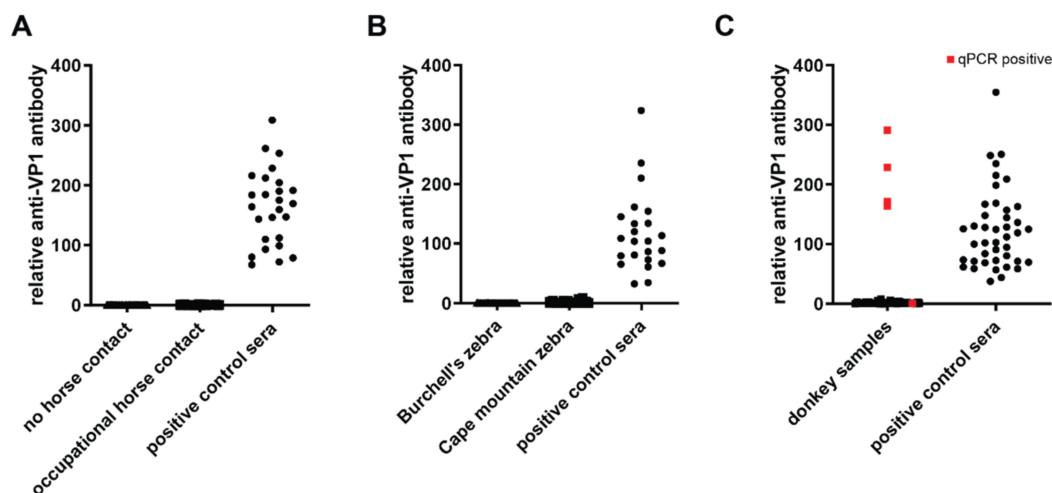 A
relative anti-VP1 antibody
400
300
200
100
0
no horse contact
occupational horse contact
positive control sera
B
relative anti-VP1 antibody
400
300
200
100
0
Burchell's zebra
Cape mountain zebra
positive control sera
C
qPCR positive
relative anti-VP1 antibody
400
300
200
100
0
donkey samples
positive control sera